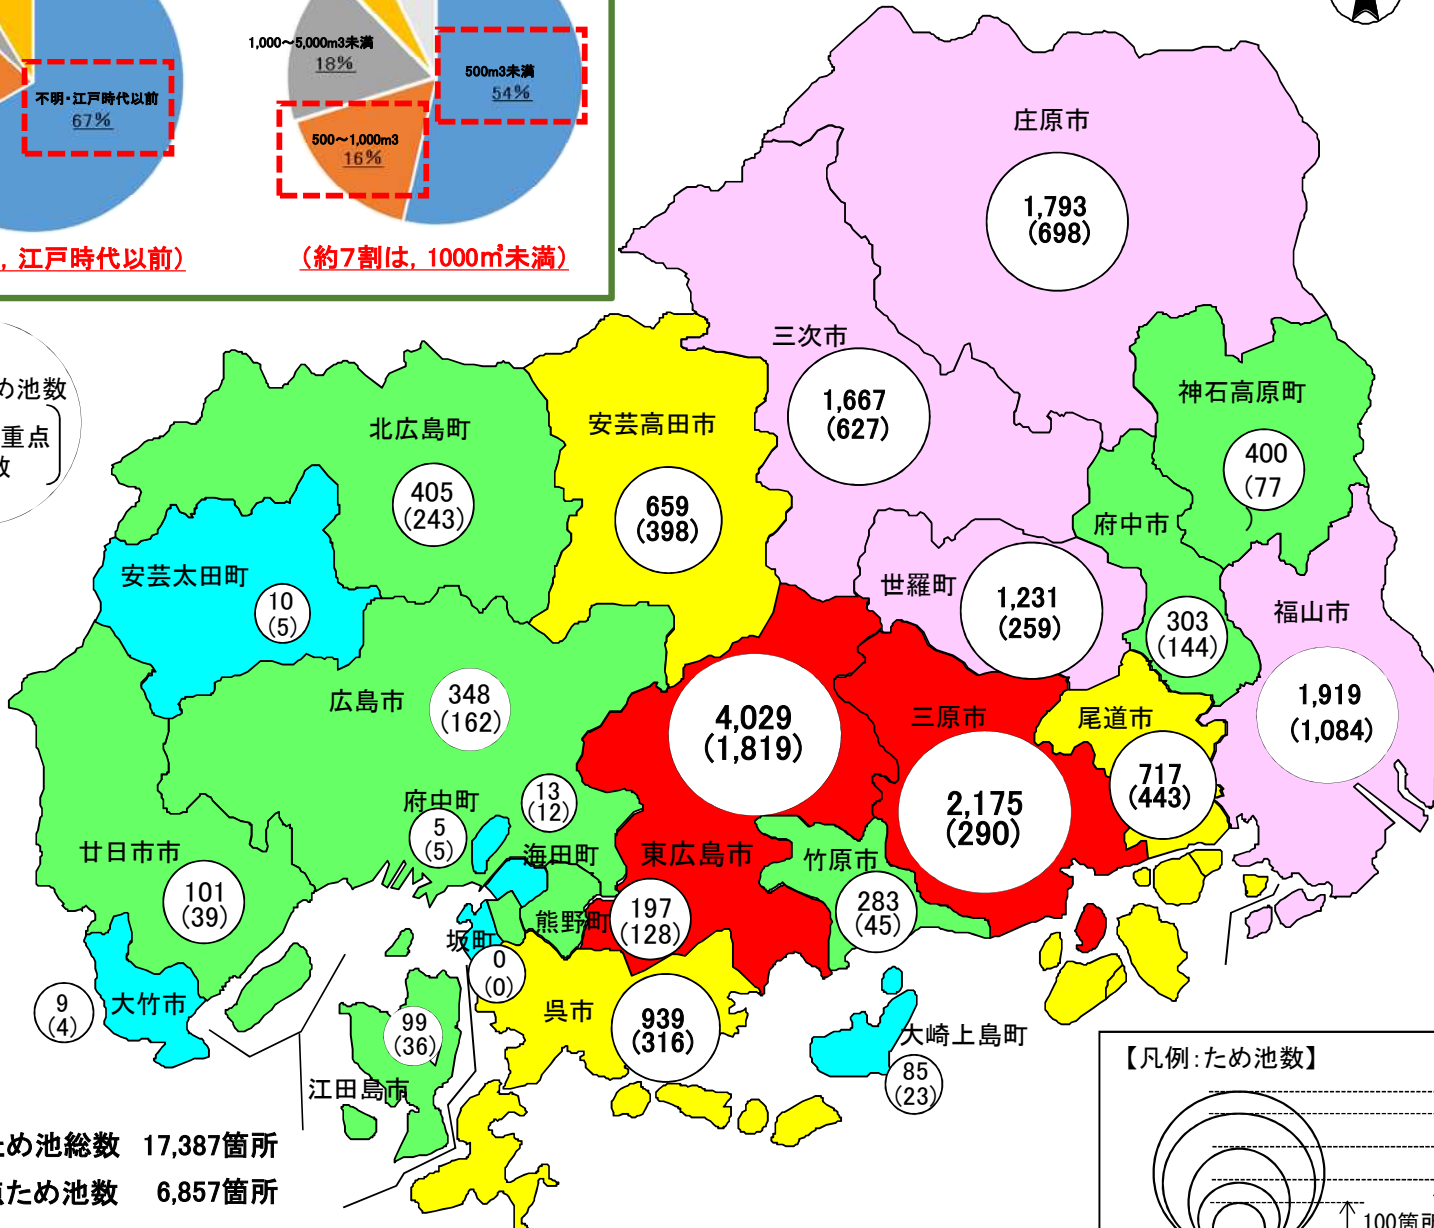 1,000～5,000m3未満
18%
500m3未満
54%
不明・江戸時代以前
67%
500～1,000m3
16%
, 江戸時代以前)
(約7割は, 1000㎥未満)
庄原市
1,793
(698)
三次市
1,667
(627)
神石高原町
400
(77
)
め池数
重点
数
北広島町
405
(243)
安芸高田市
659
(398)
府中市
303
(144)
安芸太田町
10
(5)
世羅町
1,231
(259)
福山市
1,919
(1,084)
広島市
348
(162)
4,029
(1,819)
三原市
2,175
(290)
尾道市
717
(443)
府中町
5
(5)
13
(12)
海田町
東広島市
竹原市
283
(45)
廿日市市
101
(39)
熊野町
197
(128)
坂町
0
(0)
大竹市
9
(4)
99
(36)
江田島市
呉市
939
(316)
大崎上島町
85
(23)
【凡例:ため池数】
100箇所
ため池総数 17,387箇所
ため池数 6,857箇所